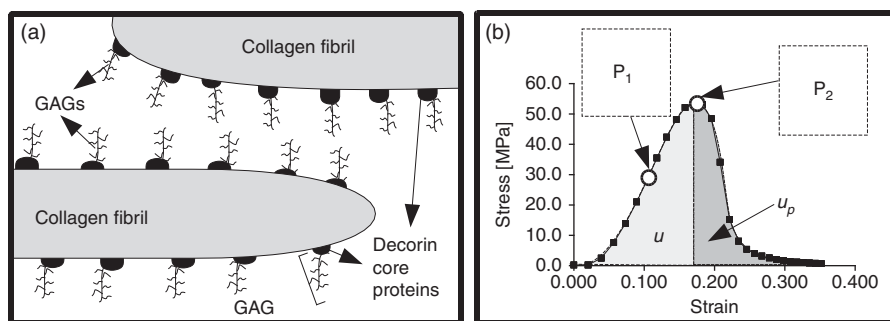 (a)
Collagen fibril
GAGs
Collagen fibril
Decorin
core
proteins
GAG
(b)
P1
P2
60.0
50.0
40.0
30.0
20.0
10.0
0.0
Stress [MPa]
u
up
0.000 0.100 0.200 0.300 0.400
Strain